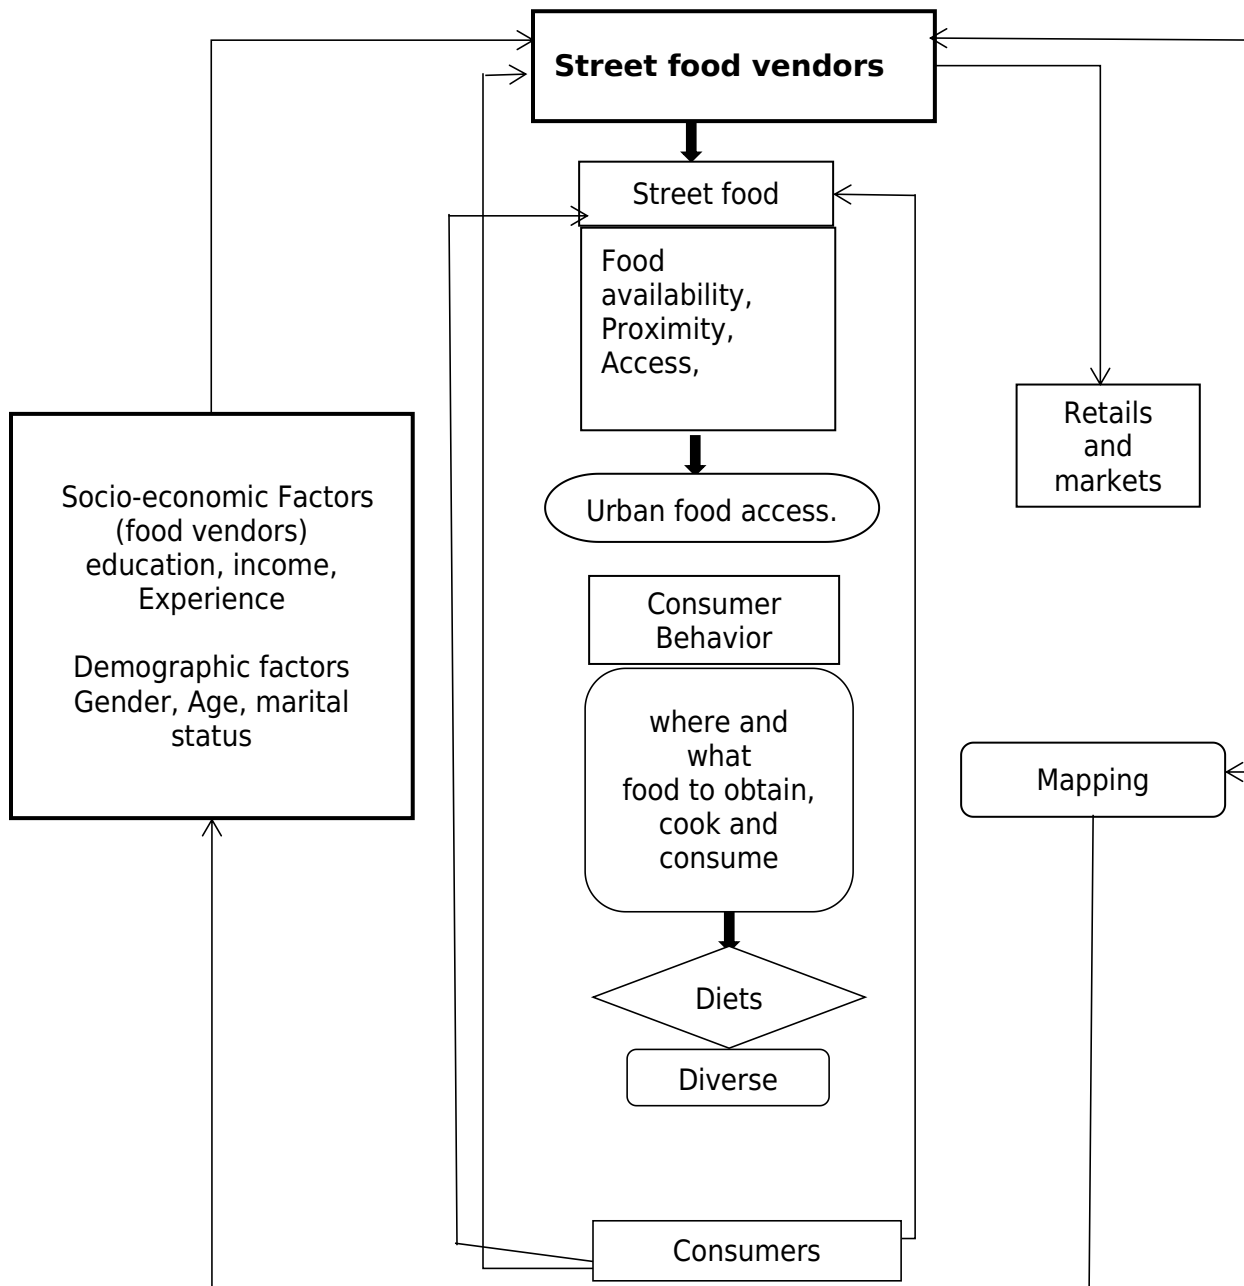 Street food vendors
Street food
Food
availability,
Proximity,
Access,
Retails
and
markets
Socio-economic Factors
(food vendors)
education, income,
Experience
Demographic factors
Gender, Age, marital
status
Urban food access.
Consumer
Behavior
where and
what
food to obtain,
cook and
consume
Mapping
Diets
Diverse
Consumers